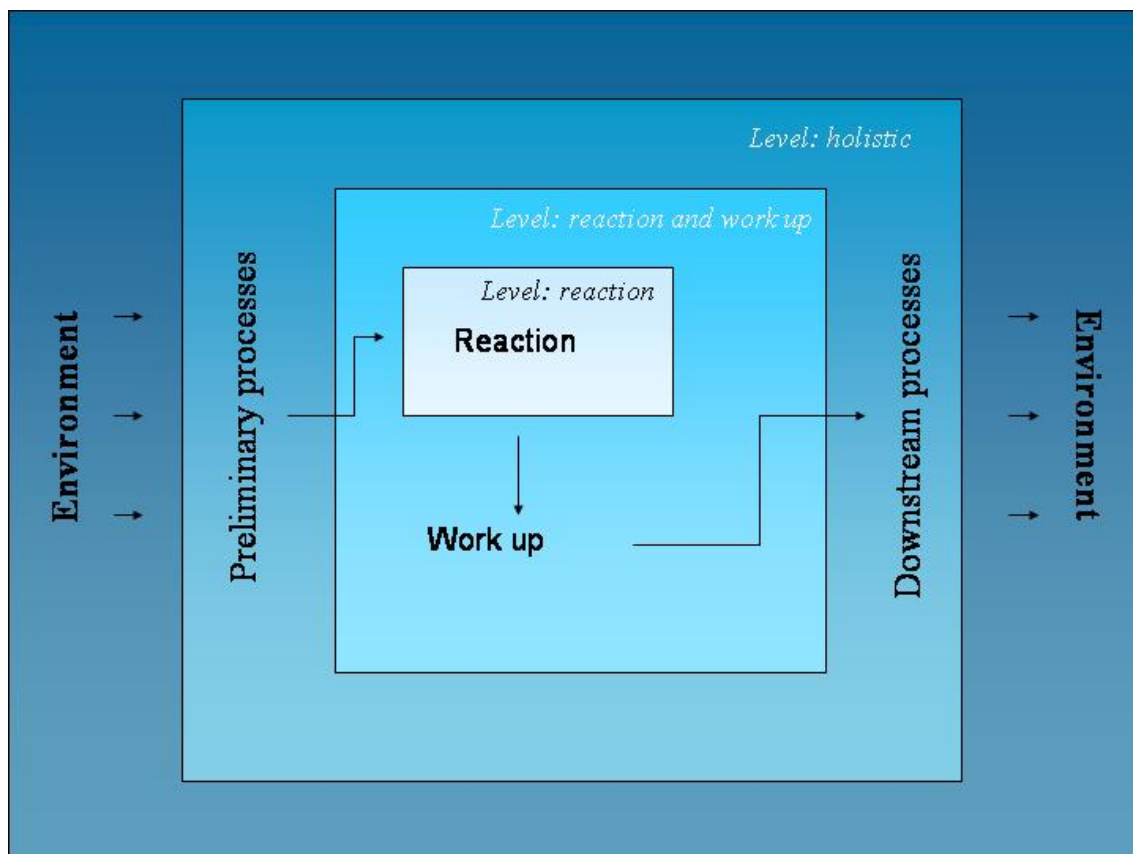 Level: holistic
Level: reaction and work up
Level: reaction
Reaction
Environment
Preliminary processes
Work up
Downstream processes
Environment